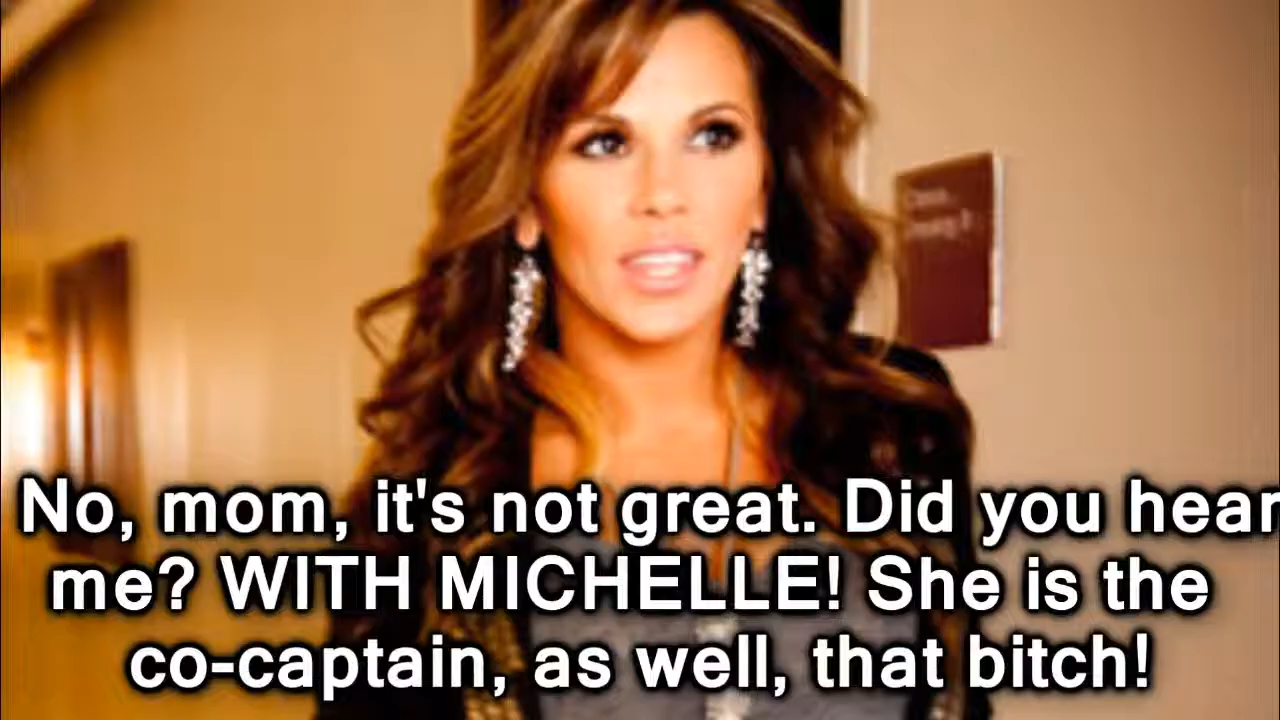 No, mom, it's not great. Did you hear
me? WITH MICHELLE! She is the
co-captain, as well, that bitch!